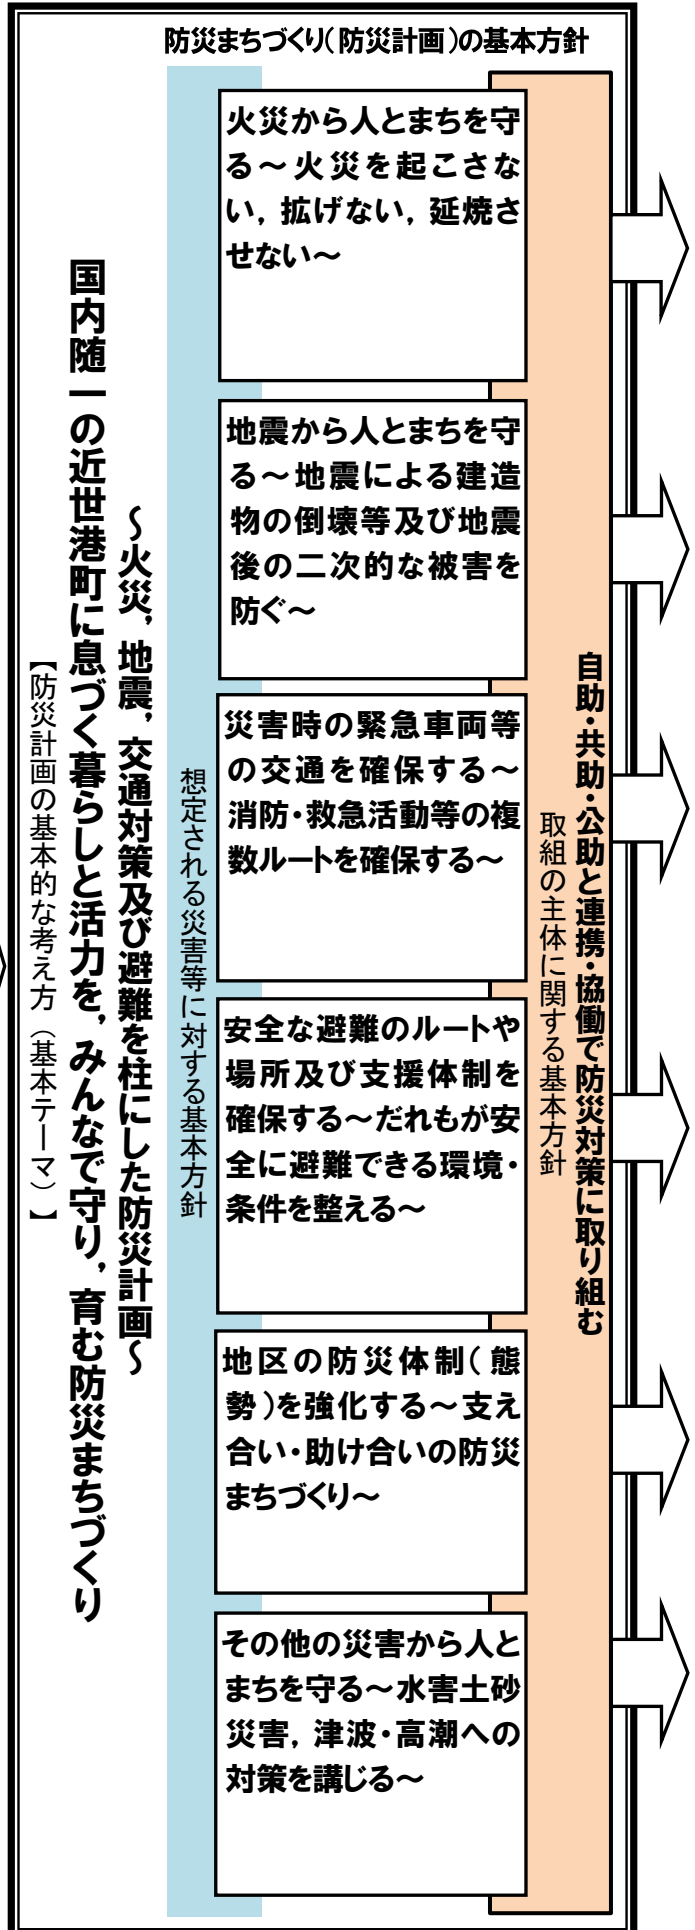 防災まちづくり(防災計画)の基本方針
【防災計画の基本的な考え方（基本テーマ）】
国内随一の近世港町に息づく暮らしと活力を，みんなで守り，育む防災まちづくり
～火災，地震，交通対策及び避難を柱にした防災計画～
想定される災害等に対する基本方針
火災から人とまちを守
る～火災を起こさな
い，拡げない，延焼さ
せない～
地震から人とまちを守
る～地震による建造
物の倒壊等及び地震
後の二次的な被害を
防ぐ～
災害時の緊急車両等
の交通を確保する～
消防・救急活動等の複
数ルートを確保する～
安全な避難のルートや
場所及び支援体制を
確保する～だれもが安
全に避難できる環境・
条件を整える～
地区の防災体制(態
勢)を強化する～支え
合い・助け合いの防災
まちづくり～
その他の災害から人と
まちを守る～水害土砂
災害，津波・高潮への
対策を講じる～
取組の主体に関する基本方針
自助・共助・公助と連携・協働で防災対策に取り組む